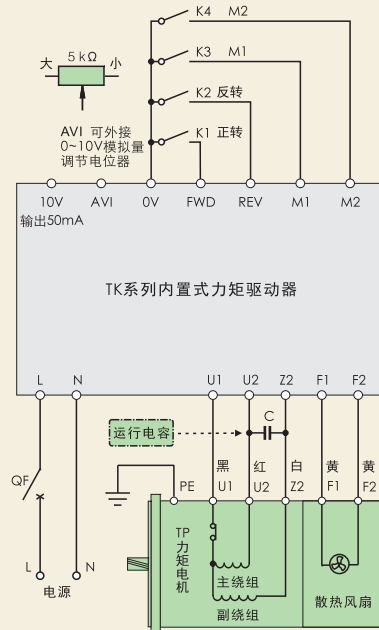 K4 M2
K3 M1
K2 反转
K1 正转
5kΩ
大 小
AVI 可外接
0~10V模拟量
调节电位器
10V AVI 0V FWD REV M1 M2
输出50mA
TK系列内置式力矩驱动器
L N U1 U2 Z2 F1 F2
运行电容
C
QF
PE
黑 红 白 黄 黄
U1 U2 Z2 F1 F2
TP力矩电机
主绕组
副绕组
散热风扇
L N
电源